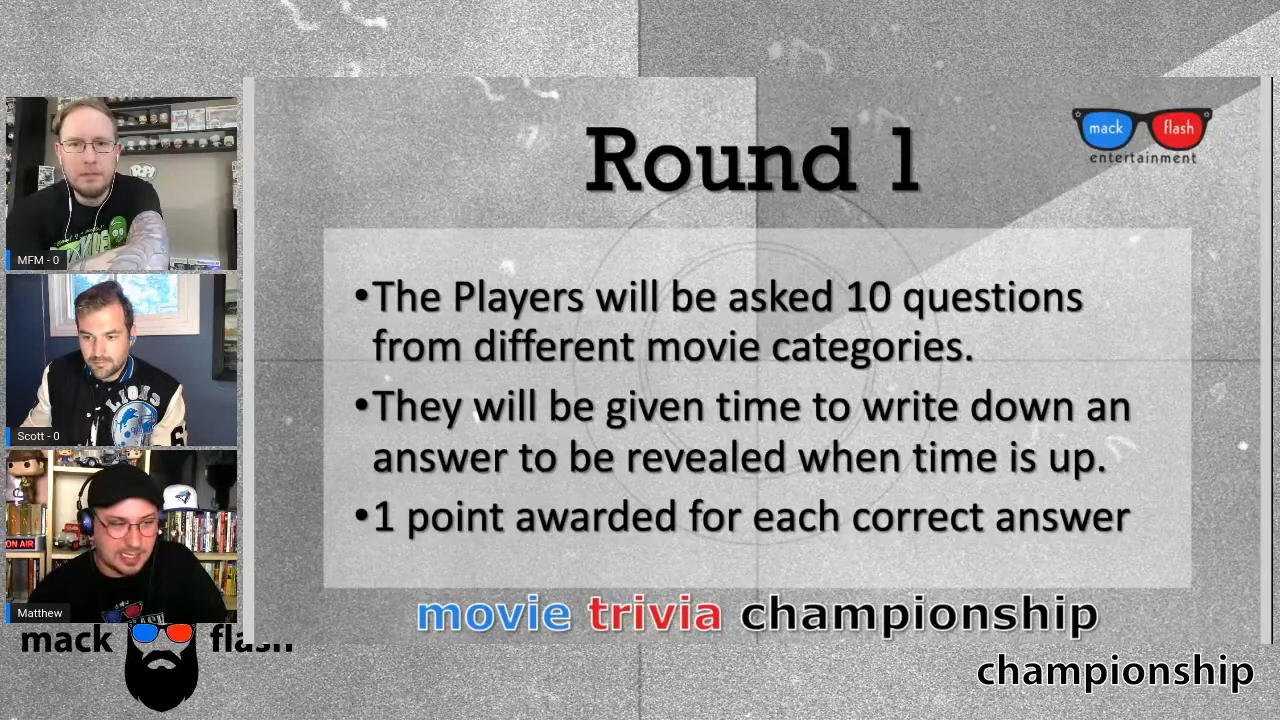 Round 1
mack flash
entertainment
•The Players will be asked 10 questions
from different movie categories.
•They will be given time to write down an
answer to be revealed when time is up.
•1 point awarded for each correct answer
movie trivia championship
championship
MFM - 0
LIONS
Scott - 0
ON AIR
Matthew
mack flash